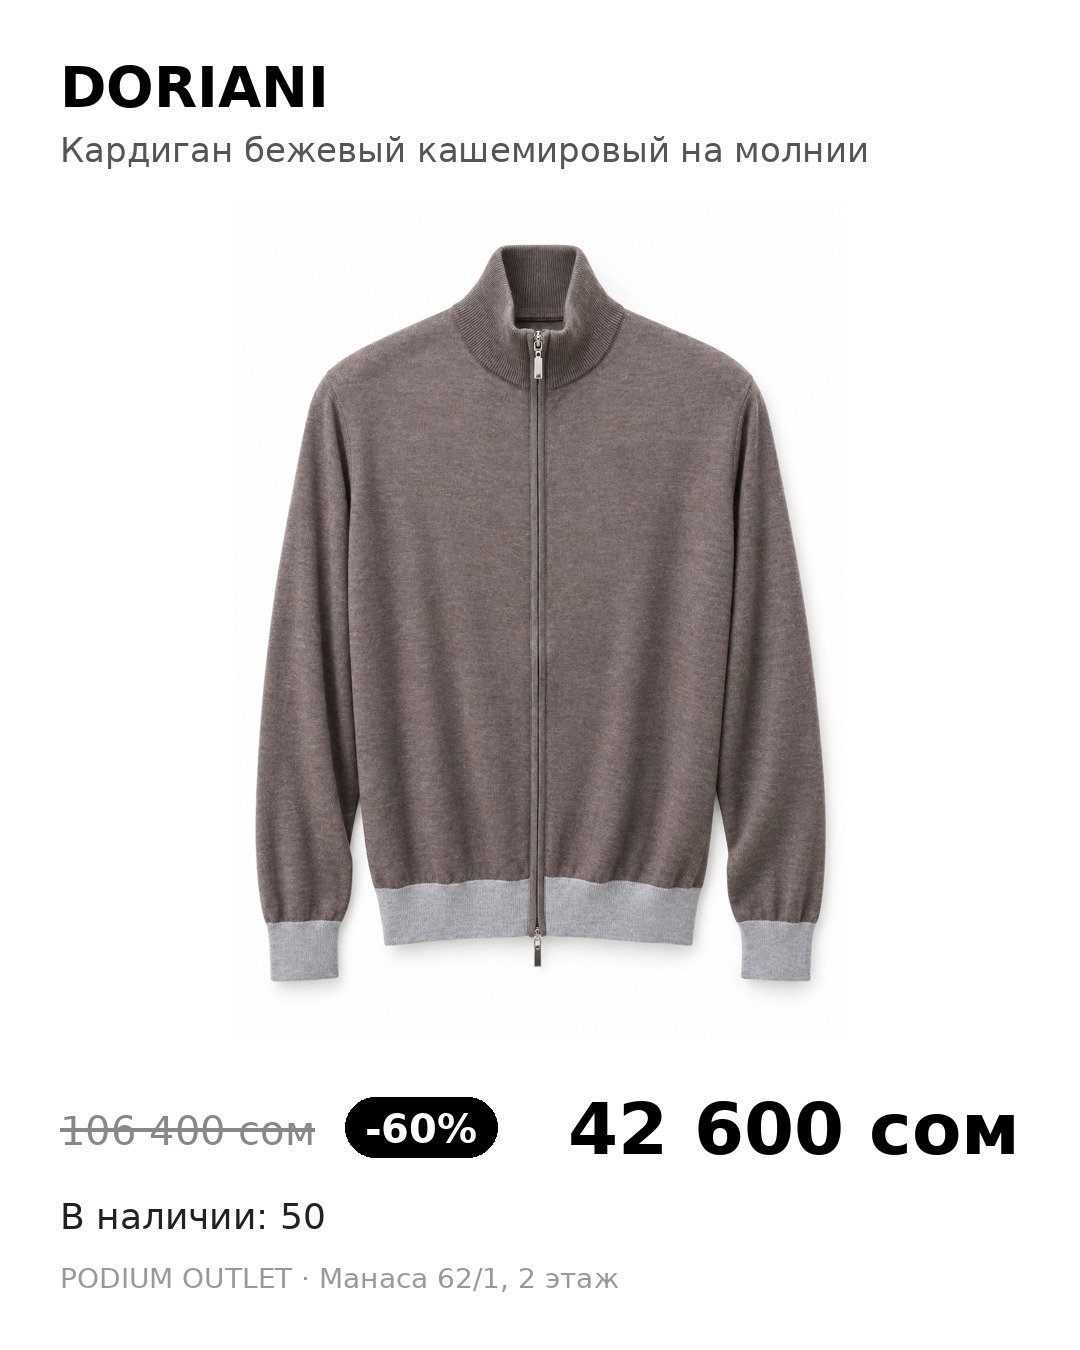 DORIANI
Кардиган бежевый кашемировый на молнии
106 400 сом -60% 42 600 сом
В наличии: 50
PODIUM OUTLET · Манаса 62/1, 2 этаж